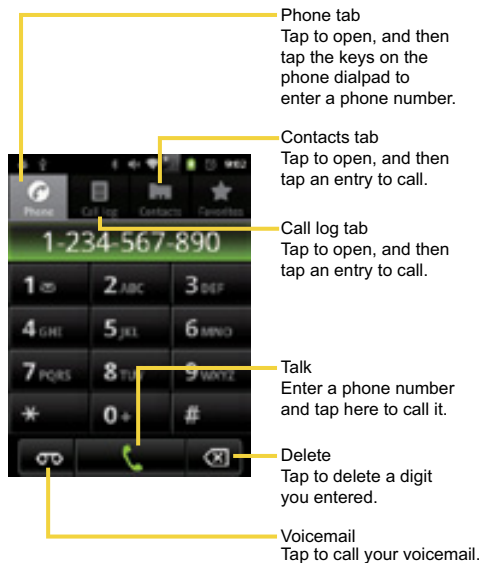 Phone tab
Tap to open, and then
tap the keys on the
phone dialpad to
enter a phone number.
Contacts tab
Tap to open, and then
tap an entry to call.
Call log tab
Tap to open, and then
tap an entry to call.
Talk
Enter a phone number
and tap here to call it.
Delete
Tap to delete a digit
you entered.
Voicemail
Tap to call your voicemail.
9:02
Phone Call log Contacts Favorites
1-234-567-890
1 2 ABC 3 DEF
4 GHI 5 JKL 6 MNO
7 PQRS 8 TUV 9 WXYZ
* 0 + #